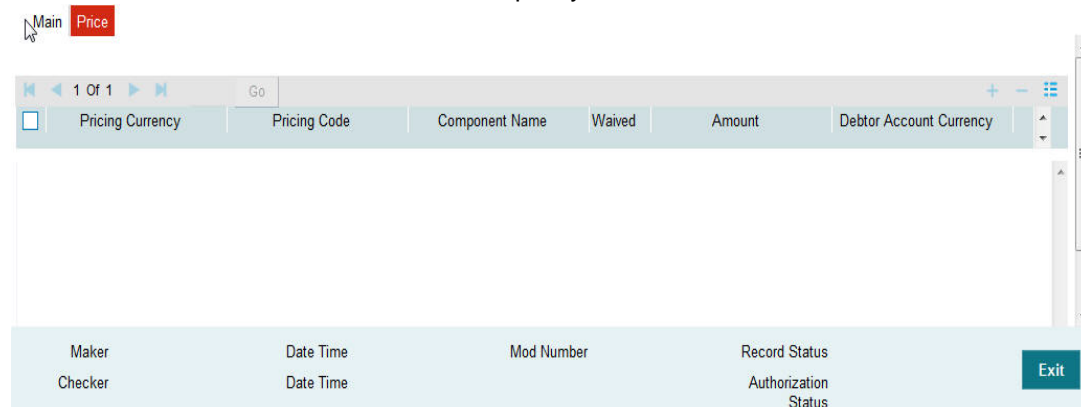 Main Price
1 Of 1 Go
Pricing Currency Pricing Code Component Name Waived Amount Debtor Account Currency
Maker Date Time Mod Number Record Status
Exit
Checker Date Time Authorization
Status